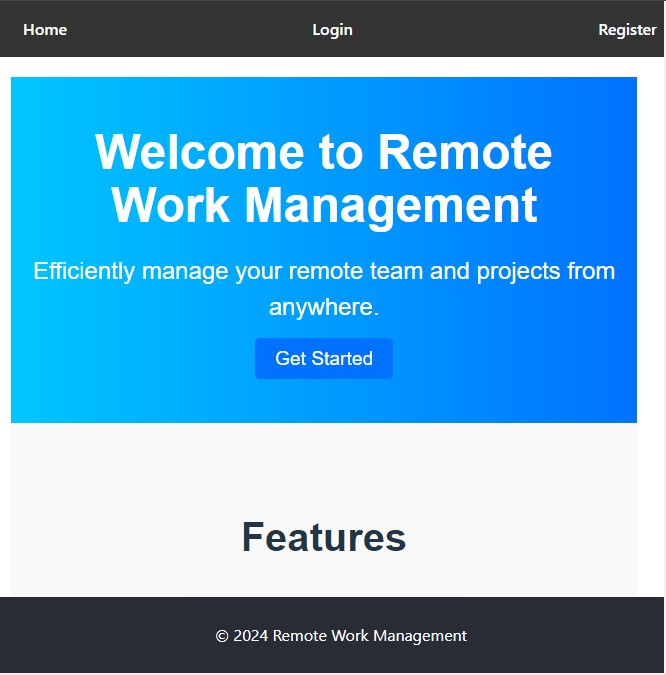 Home Login Register
Welcome to Remote
Work Management
Efficiently manage your remote team and projects from
anywhere.
Get Started
Features
© 2024 Remote Work Management